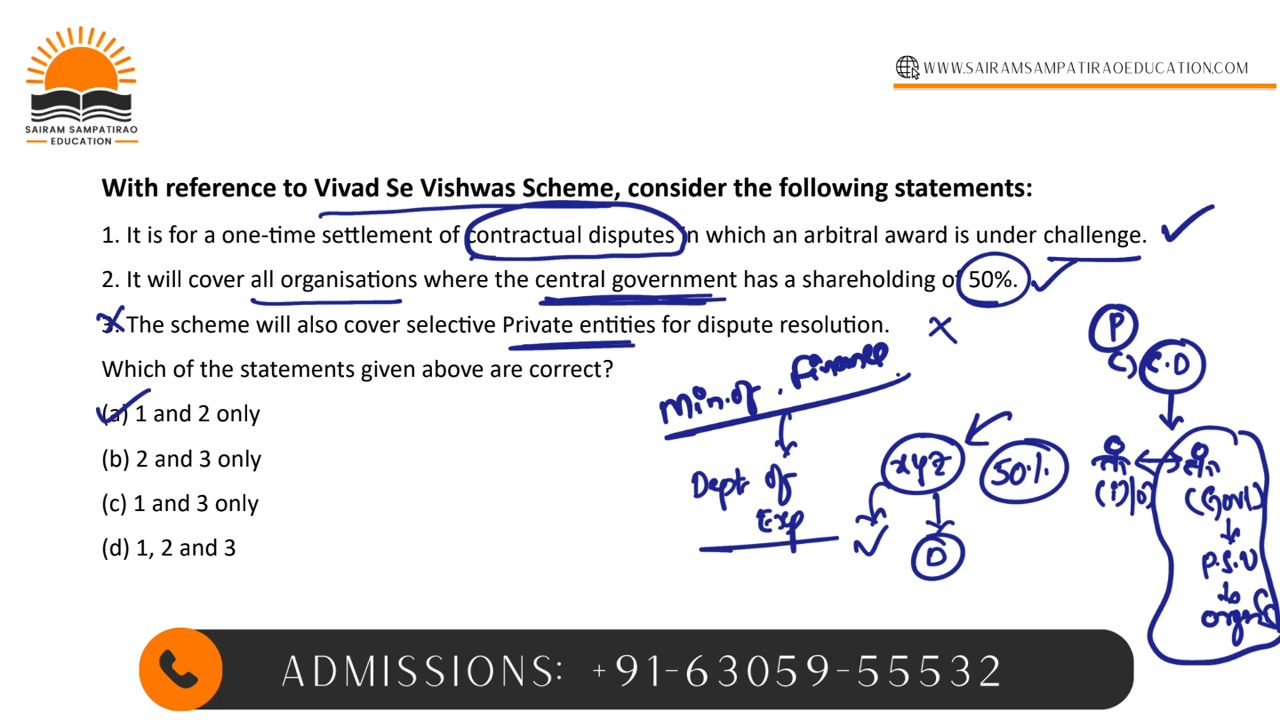 SAIRAM SAMPATIRAO
EDUCATION
WWW.SAIRAMSAMPATIRAOEDUCATION.COM
With reference to Vivad Se Vishwas Scheme, consider the following statements:
1. It is for a one-time settlement of contractual disputes in which an arbitral award is under challenge.
2. It will cover all organisations where the central government has a shareholding of 50%.
3. The scheme will also cover selective Private entities for dispute resolution.
Which of the statements given above are correct?
(a) 1 and 2 only
(b) 2 and 3 only
(c) 1 and 3 only
(d) 1, 2 and 3
Min. of. Finance
Dept of
Exp
xyz
50%
D
P
C.D
(Govt)
P.S.U
ADMISSIONS: +91-63059-55532